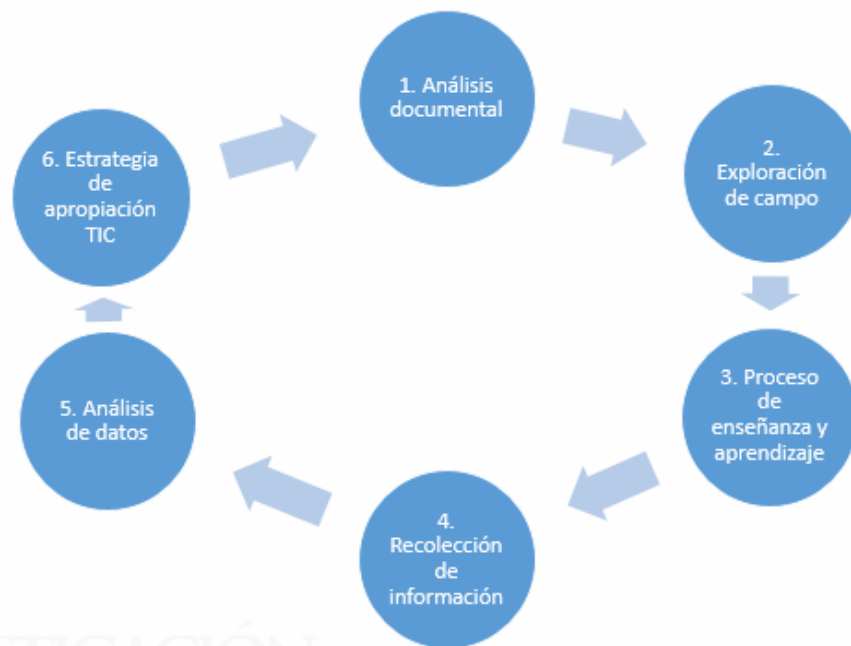 1. Análisis
documental
2.
Exploración
de campo
3. Proceso
de
enseñanza y
aprendizaje
4.
Recolección
de
información
5. Análisis
de datos
6. Estrategia
de
apropiación
TIC